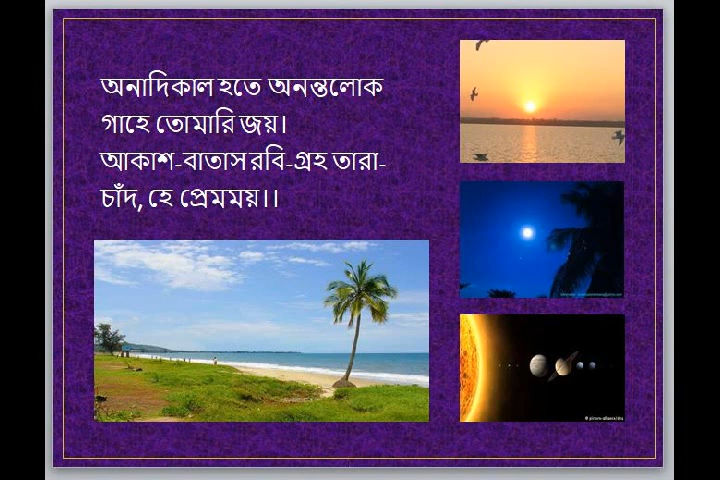 অনাদিকাল হতে অনন্তলোক
গাহে তোমারি জয়।
আকাশ-বাতাস রবি-গ্রহ তারা-
চাঁদ, হে প্রেমময়।।